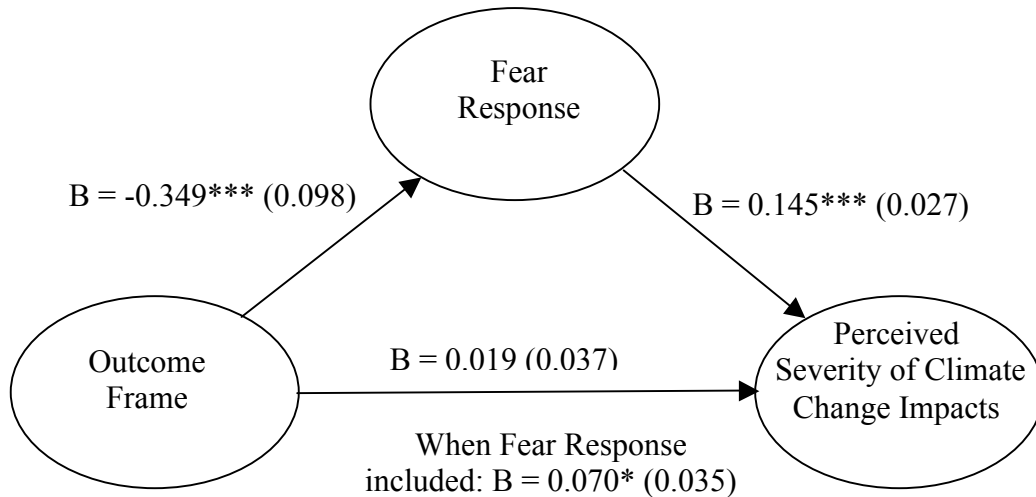 Fear
Response
B = -0.349*** (0.098)
B = 0.145*** (0.027)
Outcome
Frame
B = 0.019 (0.037)
Perceived
Severity of Climate
Change Impacts
When Fear Response
included: B = 0.070* (0.035)